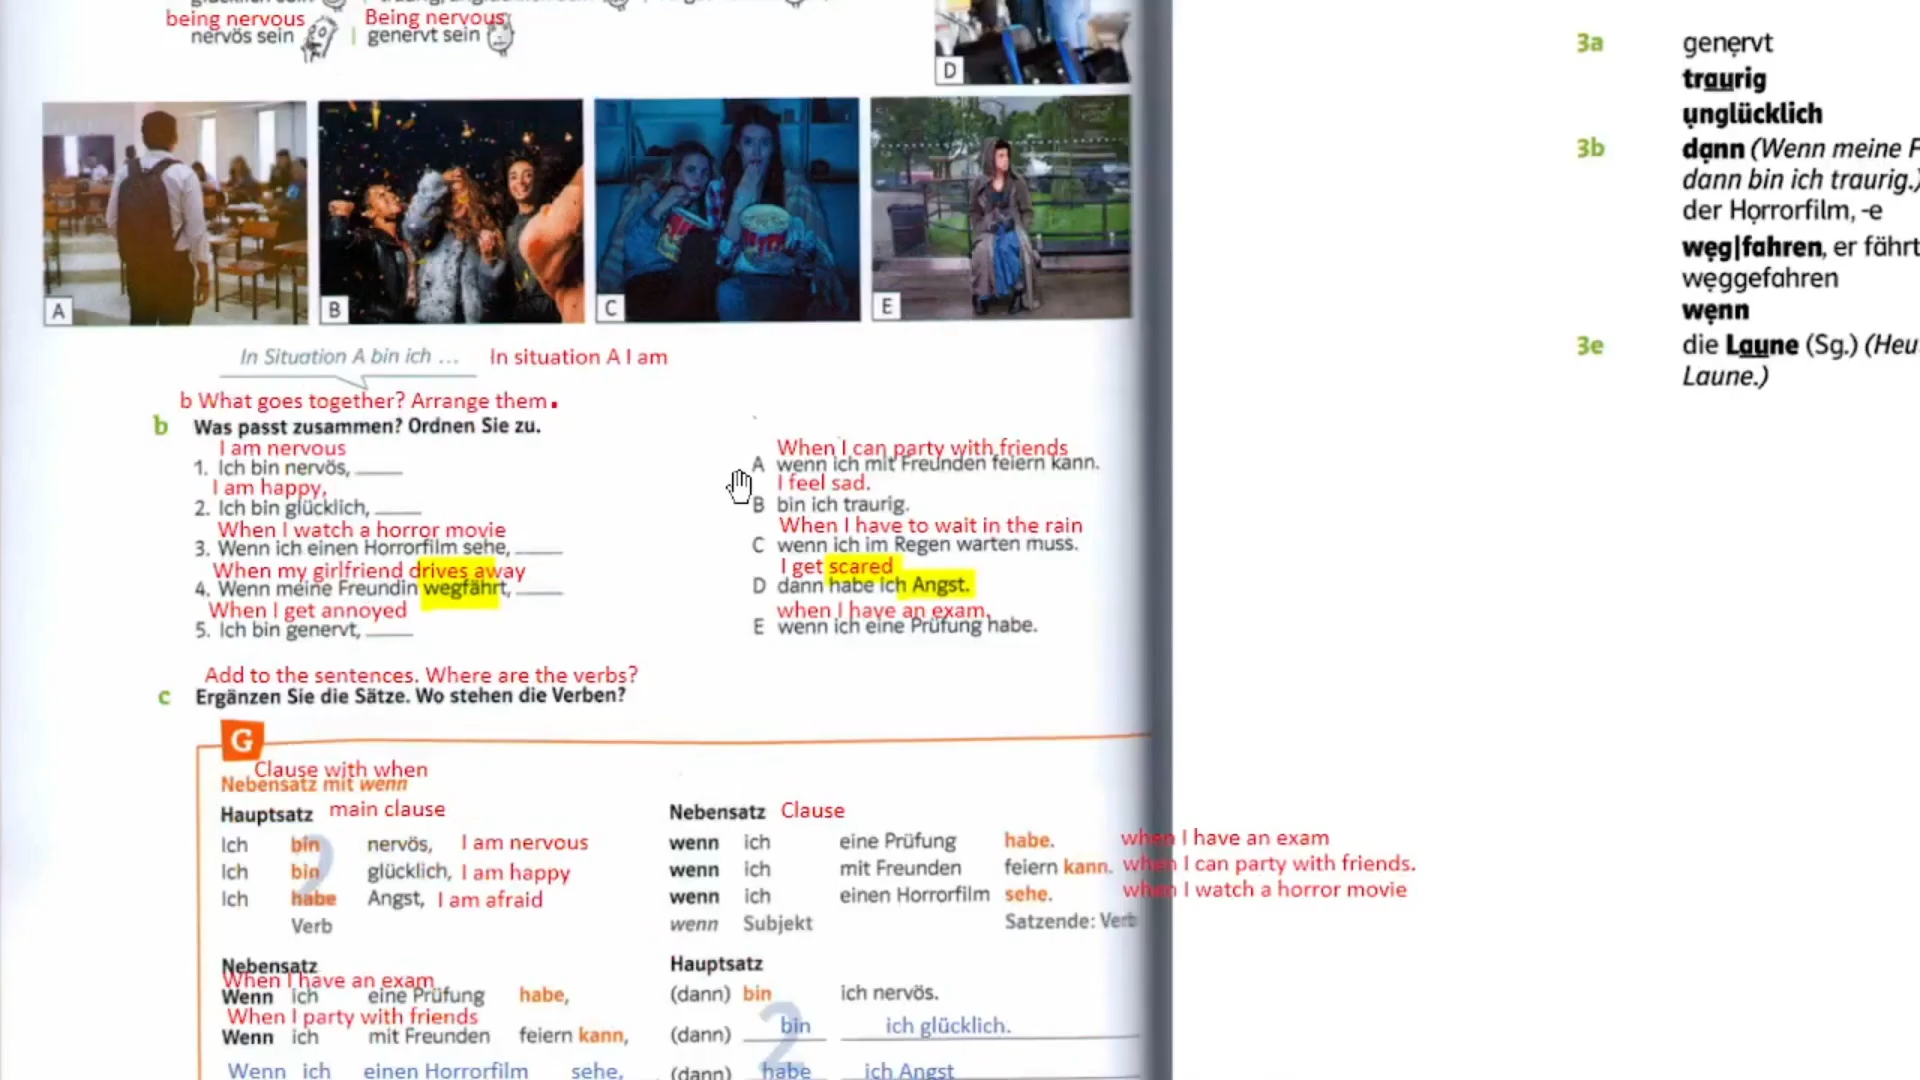 being nervous Being nervous
nervös sein | genervt sein
D
A B C E
In Situation A bin ich ... In situation A I am
b What goes together? Arrange them.
b Was passt zusammen? Ordnen Sie zu.
I am nervous
1. Ich bin nervös, ____
I am happy,
2. Ich bin glücklich, ____
When I watch a horror movie
3. Wenn ich einen Horrorfilm sehe, ____
When my girlfriend drives away
4. Wenn meine Freundin wegfährt, ____
When I get annoyed
5. Ich bin genervt, ____
When I can party with friends
A wenn ich mit Freunden feiern kann.
I feel sad.
B bin ich traurig.
When I have to wait in the rain
C wenn ich im Regen warten muss.
I get scared
D dann habe ich Angst.
when I have an exam,
E wenn ich eine Prüfung habe.
Add to the sentences. Where are the verbs?
c Ergänzen Sie die Sätze. Wo stehen die Verben?
G
Clause with when
Nebensatz mit wenn
Hauptsatz main clause Nebensatz Clause
Ich bin nervös, I am nervous wenn ich eine Prüfung habe. when I have an exam
Ich bin glücklich, I am happy wenn ich mit Freunden feiern kann. when I can party with friends.
Ich habe Angst, I am afraid wenn ich einen Horrorfilm sehe. when I watch a horror movie
Verb wenn Subjekt Satzende: Verb
2
Nebensatz Hauptsatz
When I have an exam
Wenn ich eine Prüfung habe, (dann) bin ich nervös.
When I party with friends
Wenn ich mit Freunden feiern kann, (dann) bin ich glücklich.
Wenn ich einen Horrorfilm sehe, (dann) habe ich Angst
2
3a genervt
traurig
unglücklich
3b dann (Wenn meine F
dann bin ich traurig.)
der Horrorfilm, -e
weg|fahren, er fährt
weggefahren
wenn
3e die Laune (Sg.) (Heu
Laune.)